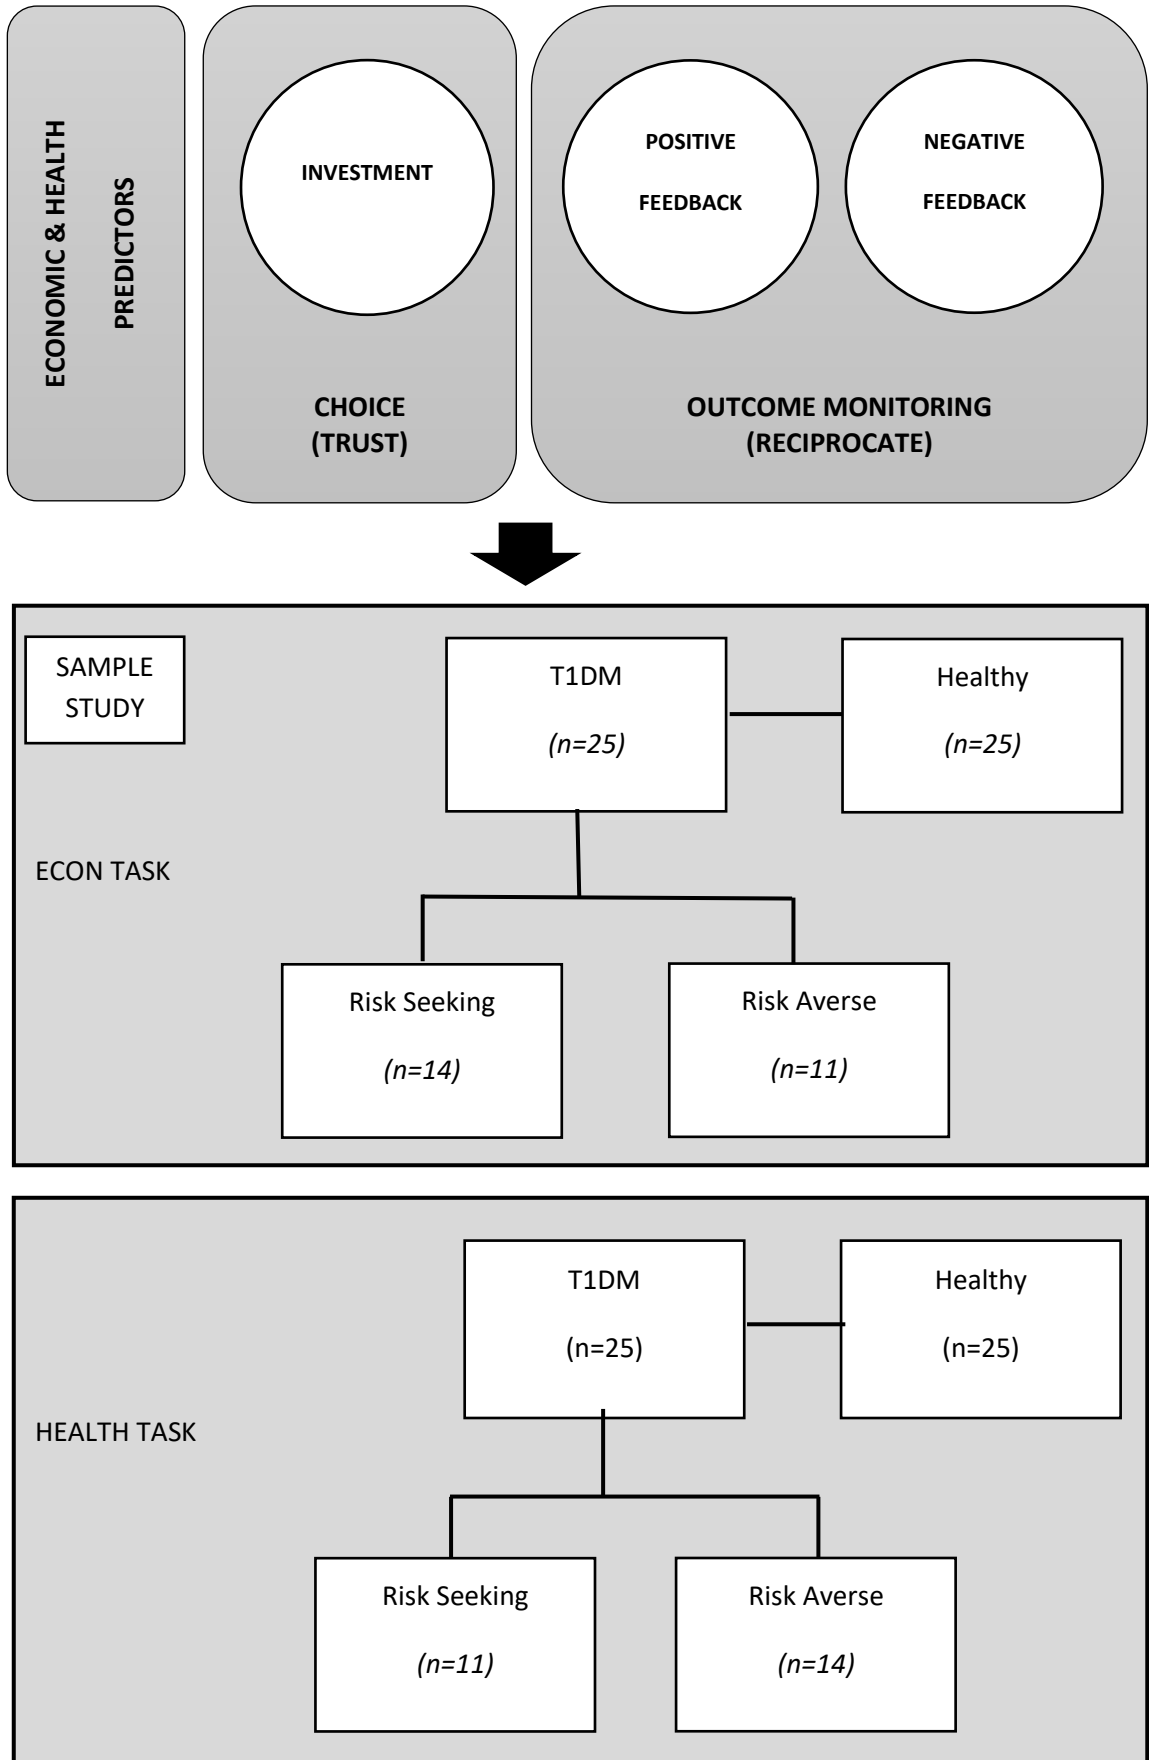 ECONOMIC & HEALTH
PREDICTORS
INVESTMENT
CHOICE
(TRUST)
POSITIVE
FEEDBACK
NEGATIVE
FEEDBACK
OUTCOME MONITORING
(RECIPROCATE)
SAMPLE
STUDY
T1DM
(n=25)
Healthy
(n=25)
ECON TASK
Risk Seeking
(n=14)
Risk Averse
(n=11)
T1DM
(n=25)
Healthy
(n=25)
HEALTH TASK
Risk Seeking
(n=11)
Risk Averse
(n=14)